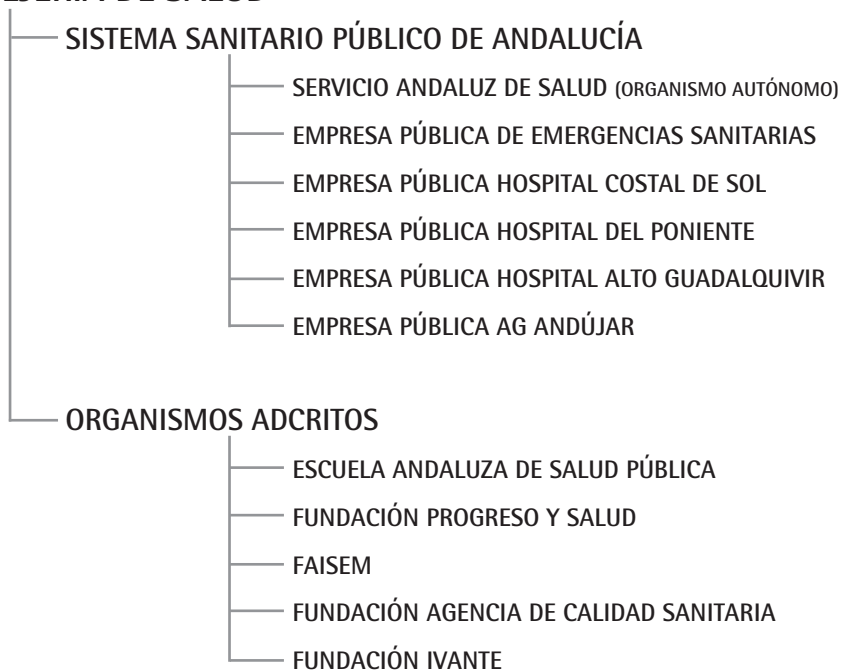 SISTEMA SANITARIO PÚBLICO DE ANDALUCÍA
SERVICIO ANDALUZ DE SALUD (ORGANISMO AUTÓNOMO)
EMPRESA PÚBLICA DE EMERGENCIAS SANITARIAS
EMPRESA PÚBLICA HOSPITAL COSTAL DE SOL
EMPRESA PÚBLICA HOSPITAL DEL PONIENTE
EMPRESA PÚBLICA HOSPITAL ALTO GUADALQUIVIR
EMPRESA PÚBLICA AG ANDÚJAR
ORGANISMOS ADCRITOS
ESCUELA ANDALUZA DE SALUD PÚBLICA
FUNDACIÓN PROGRESO Y SALUD
FAISEM
FUNDACIÓN AGENCIA DE CALIDAD SANITARIA
FUNDACIÓN IVANTE